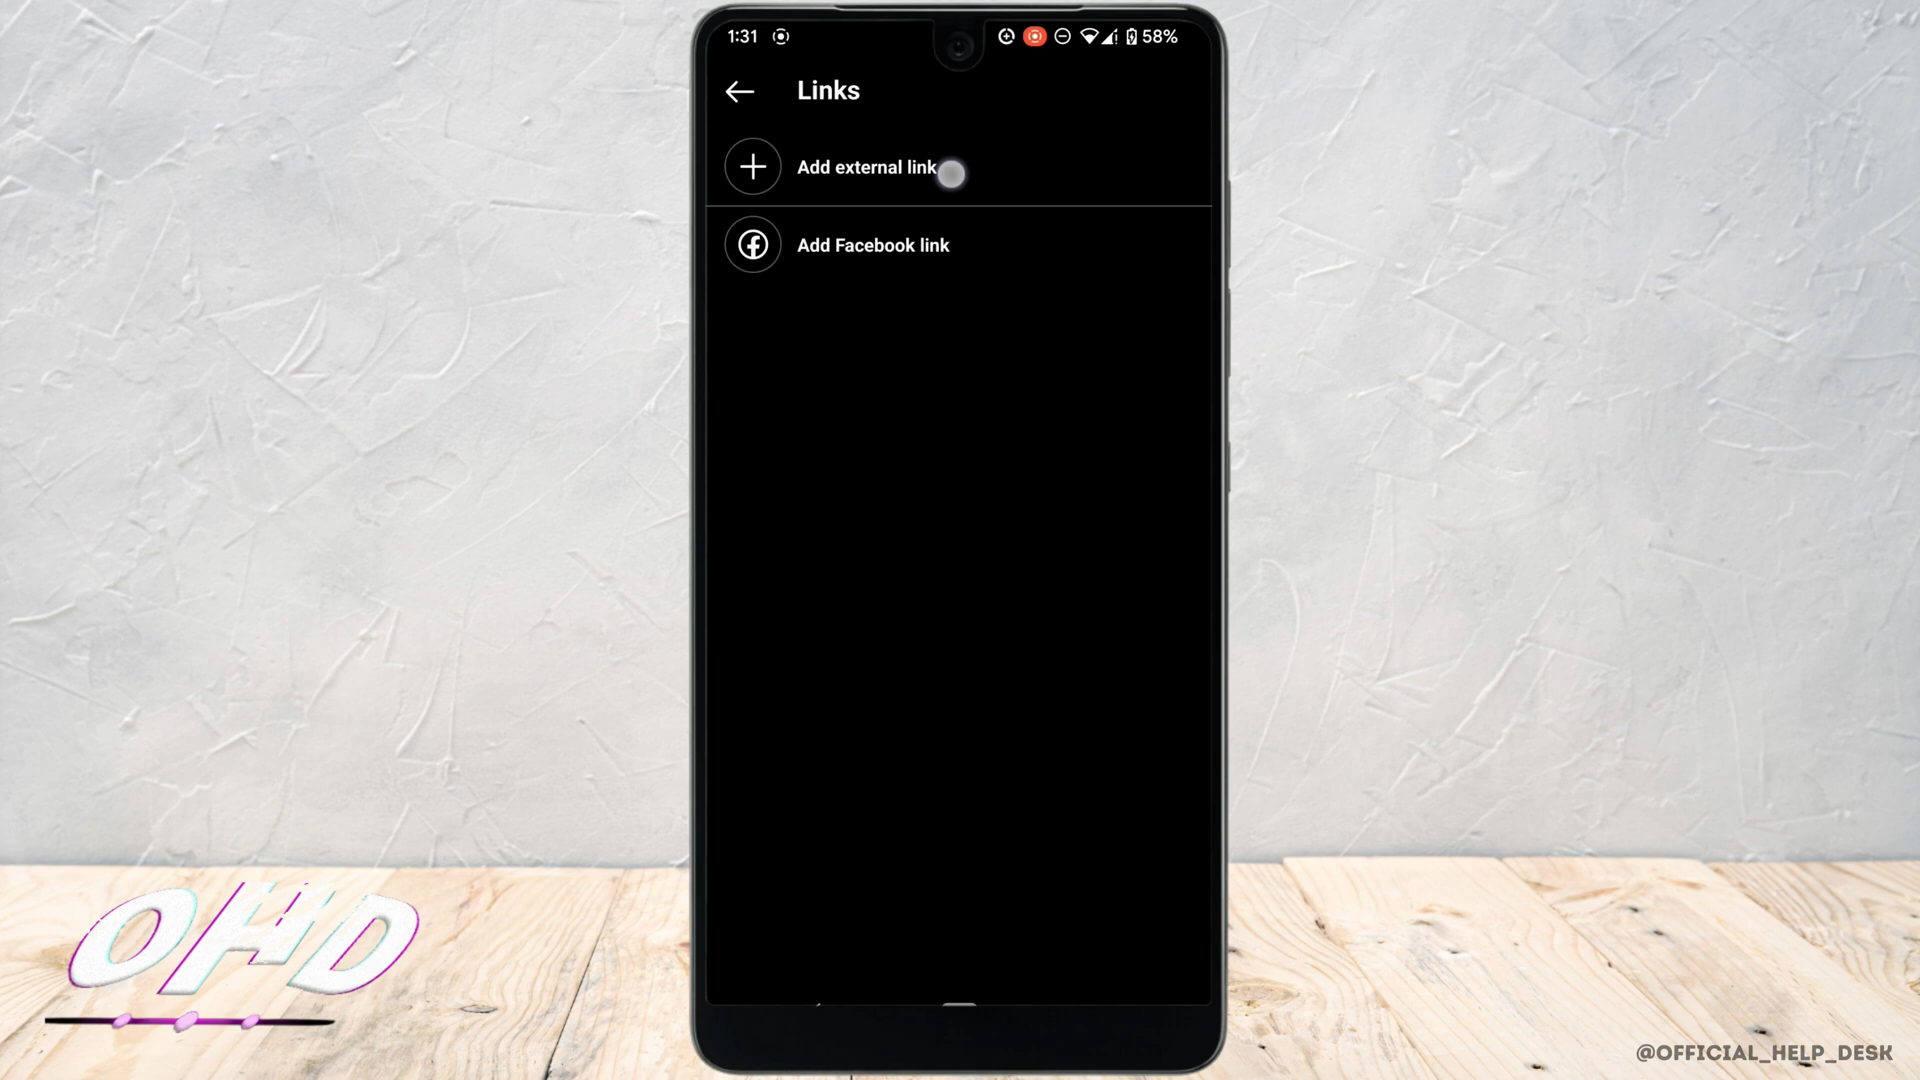 1:31
58%
Links
Add external link
Add Facebook link
OHD
@OFFICIAL_HELP_DESK